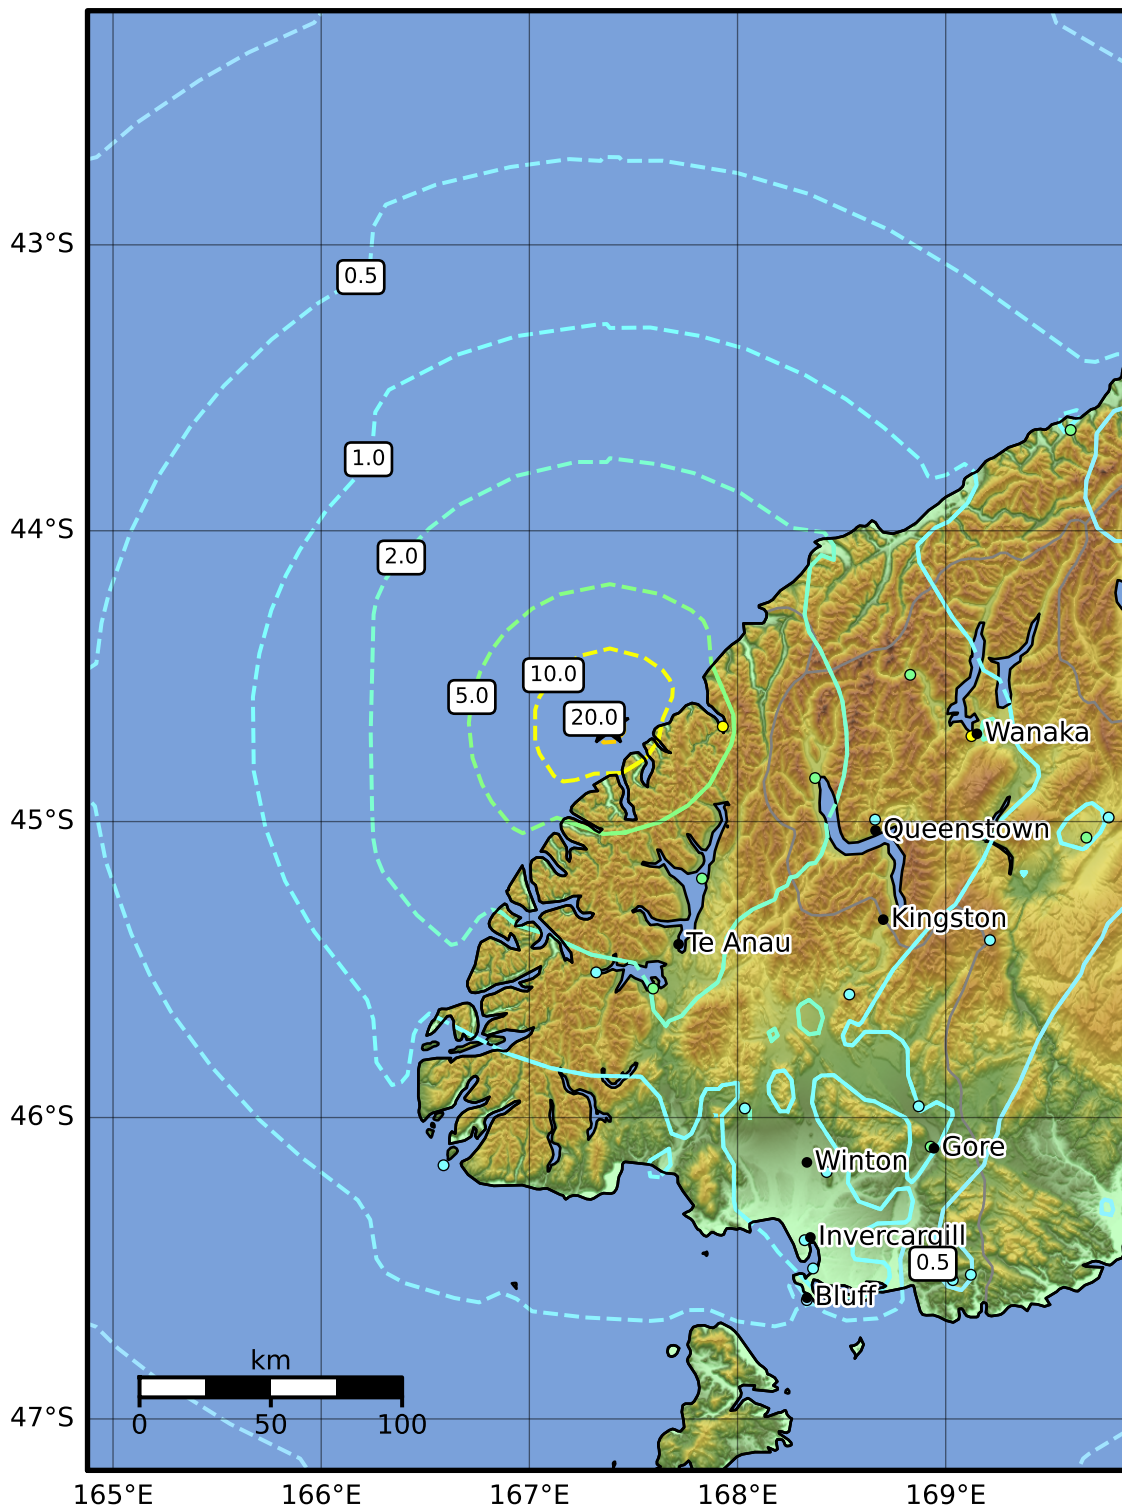 43°S
0.5
1.0
44°S
2.0
10.0
5.0
20.0
Wanaka
45°S
Queenstown
Kingston
Te Anau
46°S
Gore
Winton
Invercargill
0.5
Bluff
km
0 50 100
47°S
165°E 166°E 167°E 168°E 169°E